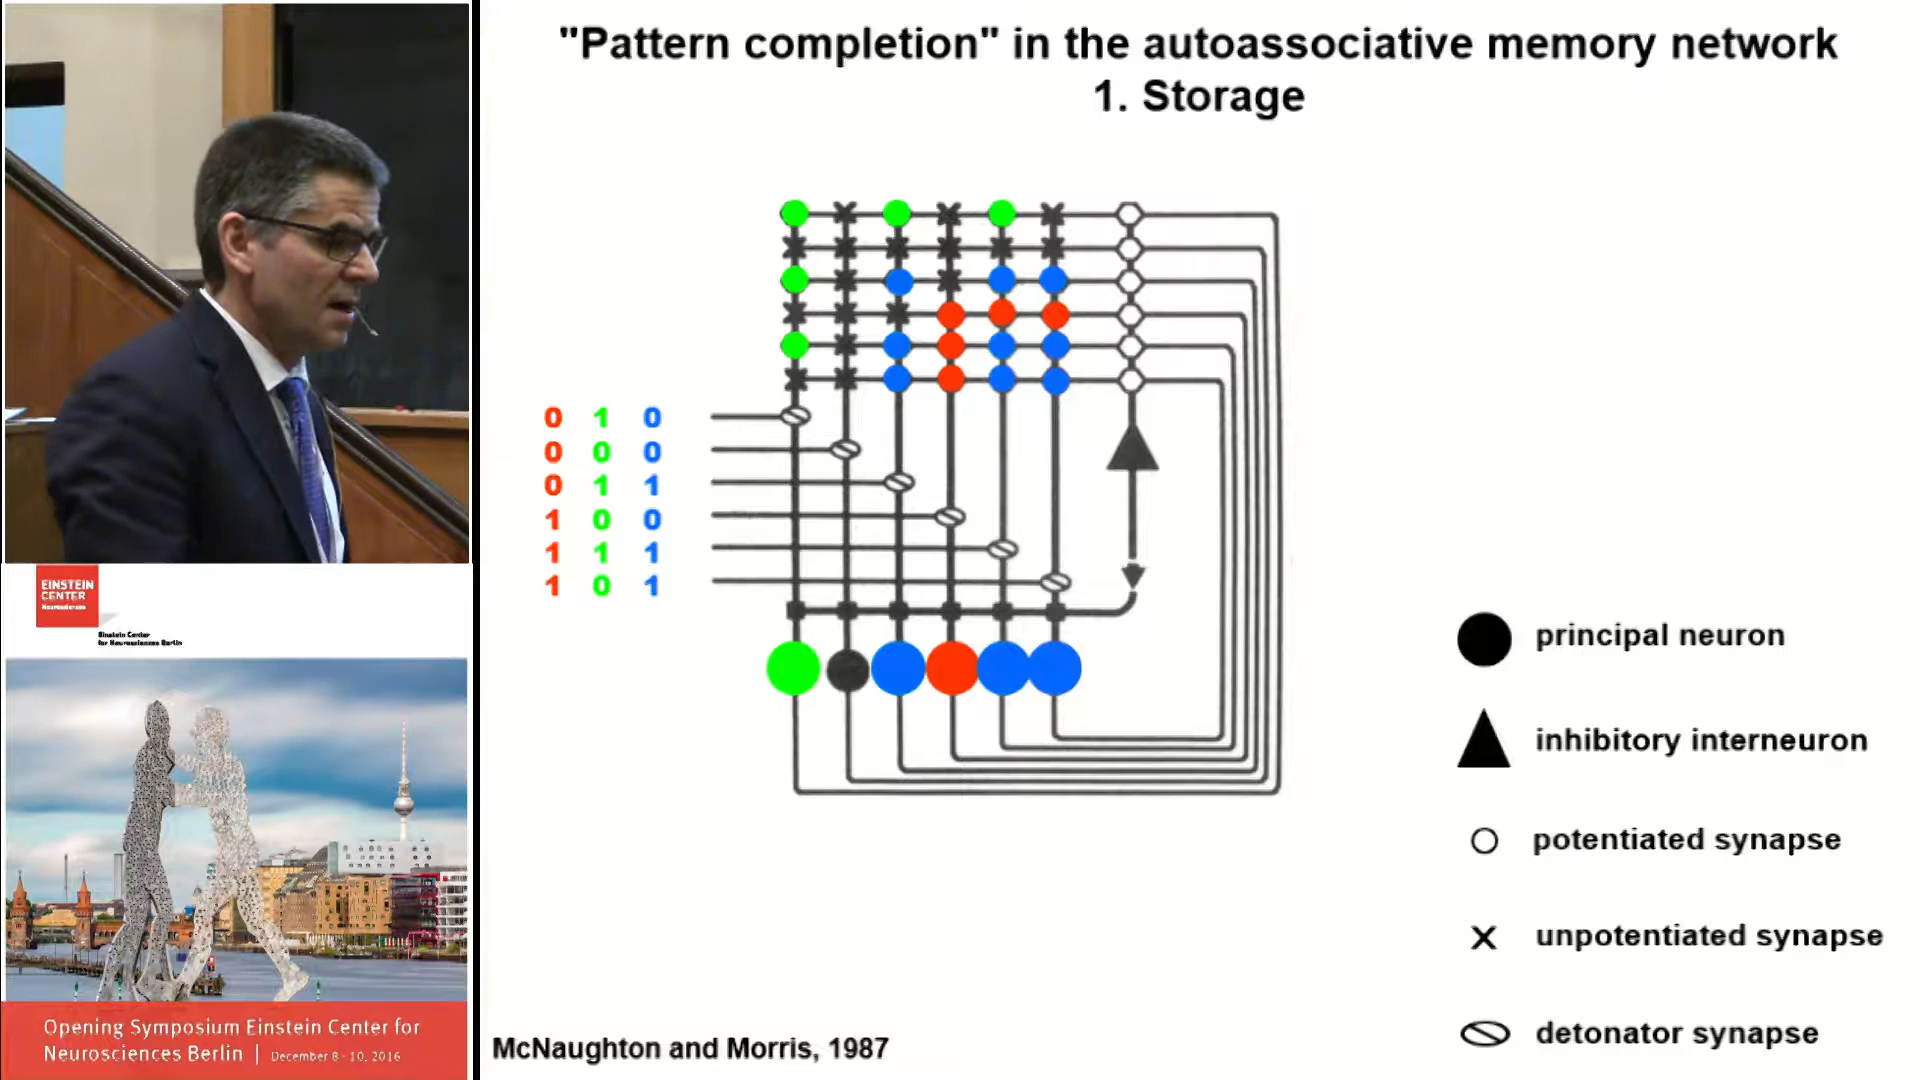 "Pattern completion" in the autoassociative memory network
1. Storage
0 1 0
0 0 0
0 1 1
1 0 0
1 1 1
1 0 1
principal neuron
inhibitory interneuron
potentiated synapse
unpotentiated synapse
detonator synapse
McNaughton and Morris, 1987
EINSTEIN
CENTER
Neurosciences
Einstein Center
for Neurosciences Berlin
Opening Symposium Einstein Center for
Neurosciences Berlin | December 8 - 10, 2016